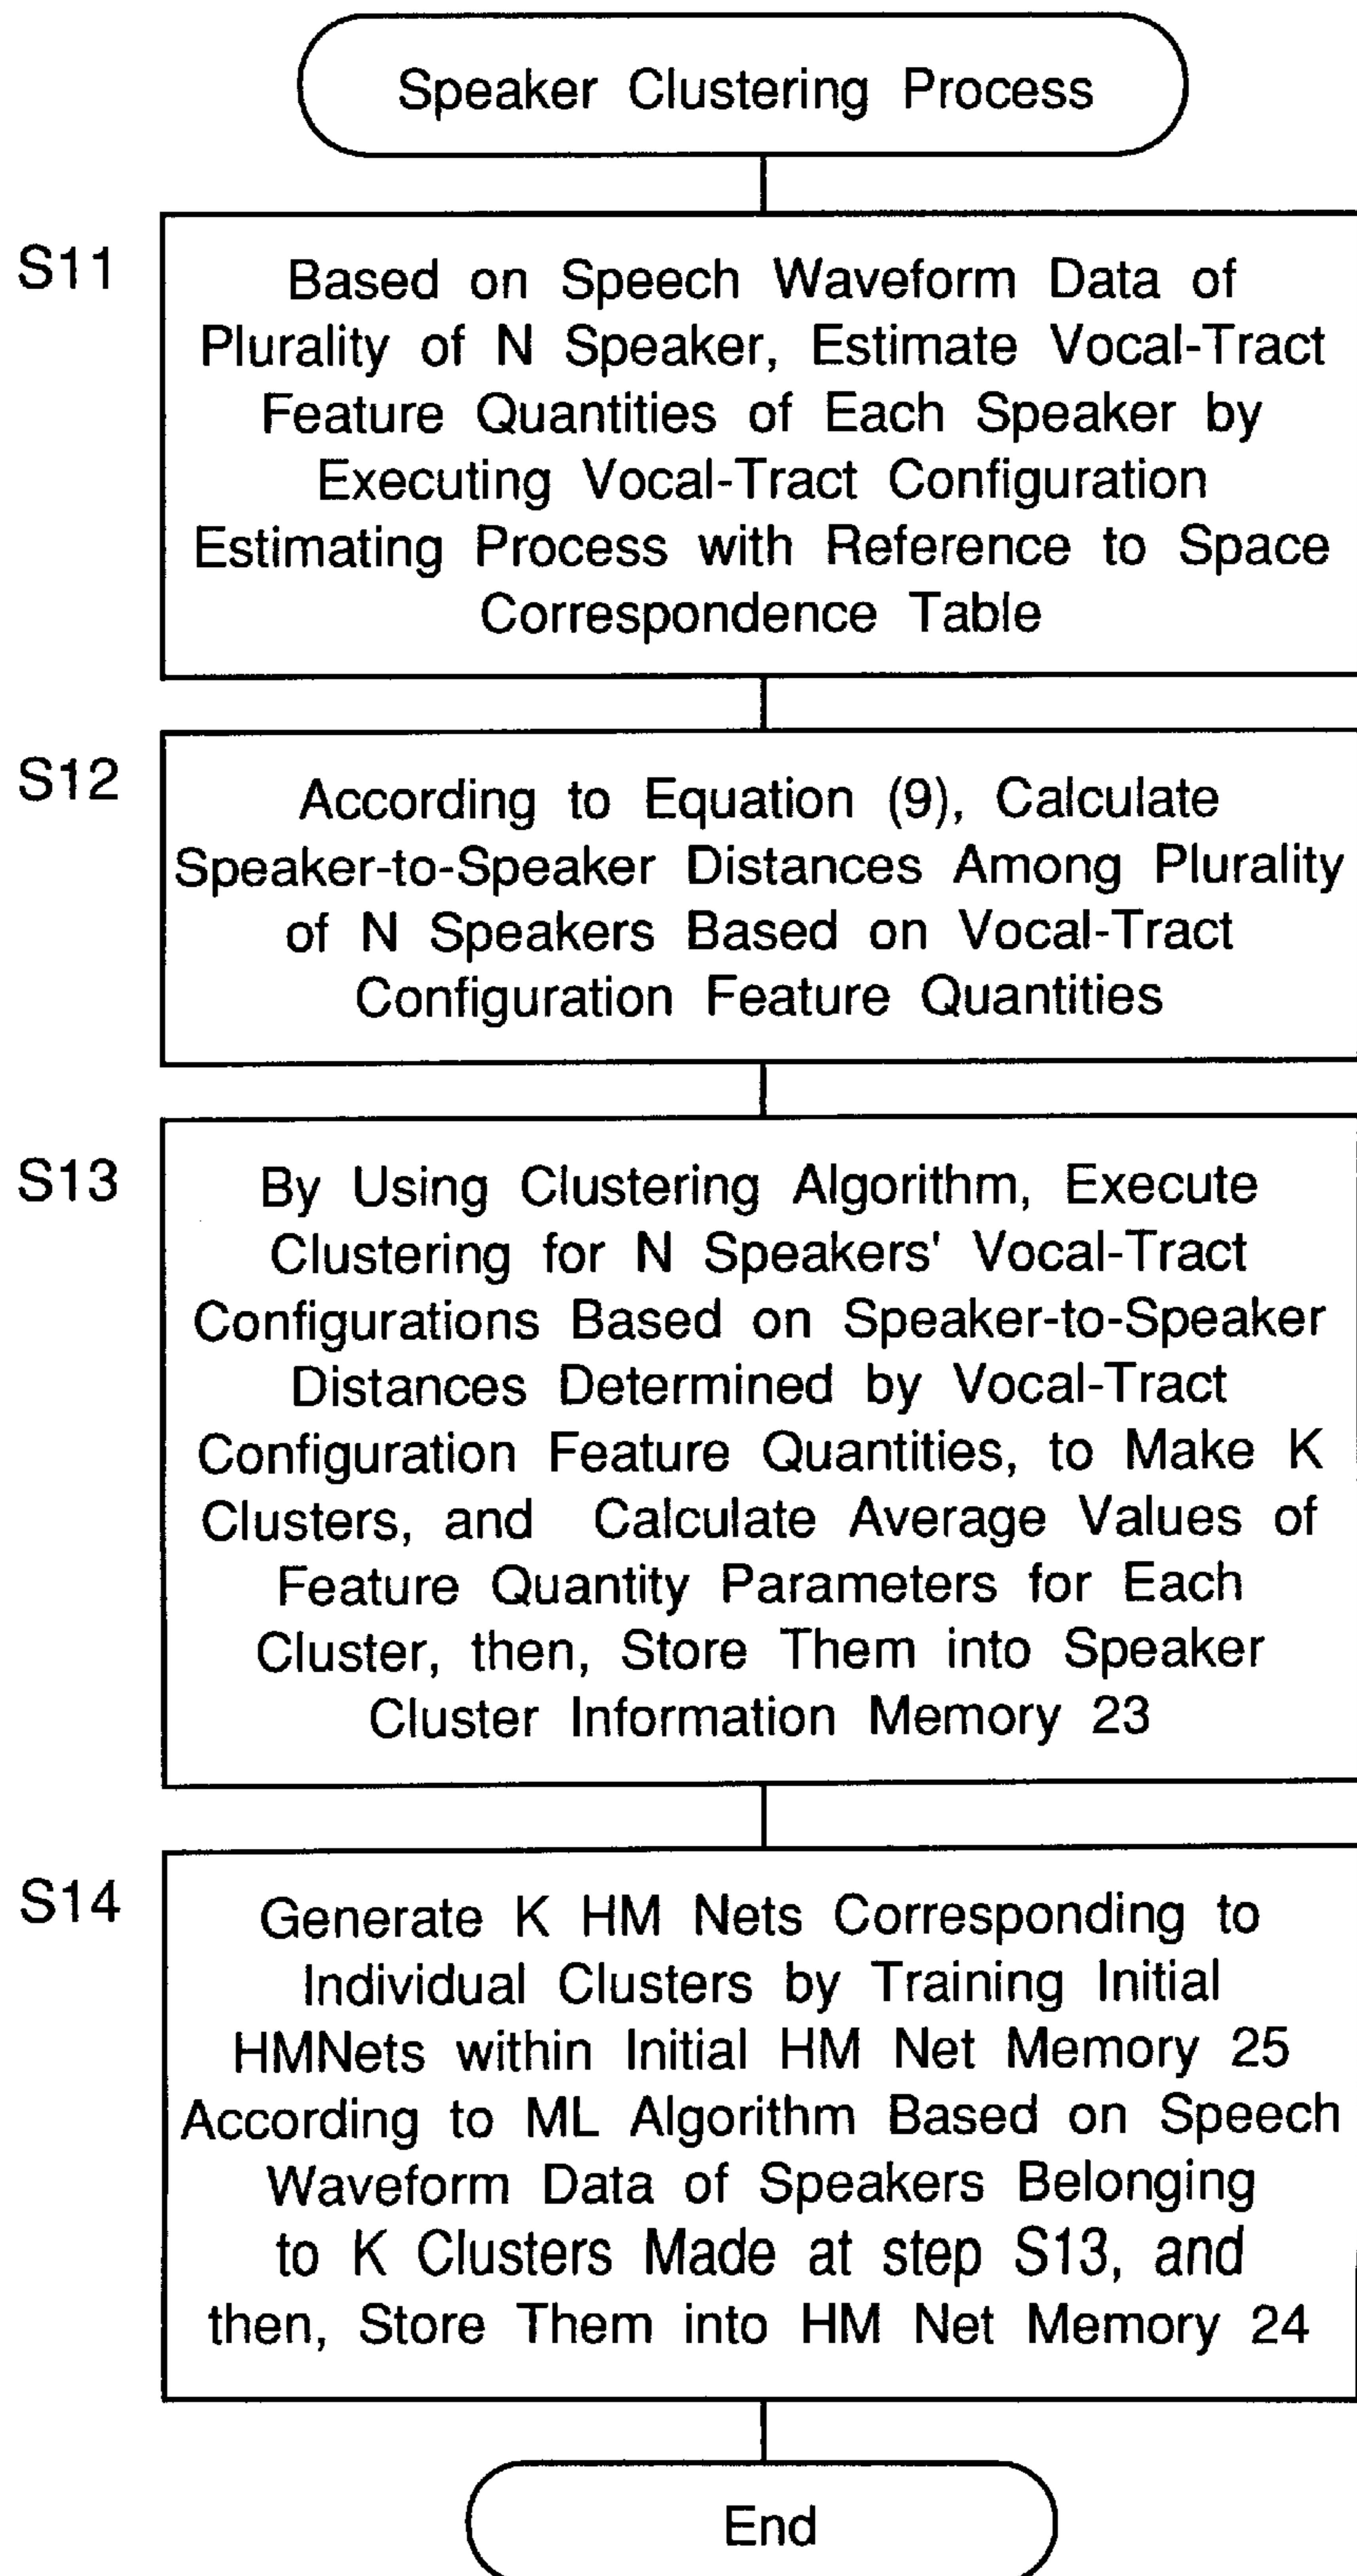 Speaker Clustering Process
S11
Based on Speech Waveform Data of
Plurality of N Speaker, Estimate Vocal-Tract
Feature Quantities of Each Speaker by
Executing Vocal-Tract Configuration
Estimating Process with Reference to Space
Correspondence Table
S12
According to Equation (9), Calculate
Speaker-to-Speaker Distances Among Plurality
of N Speakers Based on Vocal-Tract
Configuration Feature Quantities
S13
By Using Clustering Algorithm, Execute
Clustering for N Speakers' Vocal-Tract
Configurations Based on Speaker-to-Speaker
Distances Determined by Vocal-Tract
Configuration Feature Quantities, to Make K
Clusters, and Calculate Average Values of
Feature Quantity Parameters for Each
Cluster, then, Store Them into Speaker
Cluster Information Memory 23
S14
Generate K HM Nets Corresponding to
Individual Clusters by Training Initial
HMNets within Initial HM Net Memory 25
According to ML Algorithm Based on Speech
Waveform Data of Speakers Belonging
to K Clusters Made at step S13, and
then, Store Them into HM Net Memory 24
End